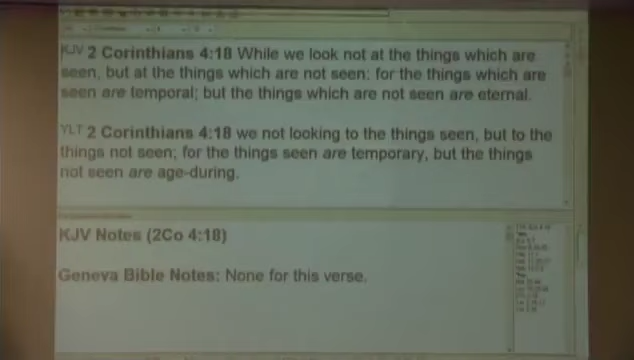 KJV 2 Corinthians 4:18 While we look not at the things which are
seen, but at the things which are not seen: for the things which are
seen are temporal; but the things which are not seen are eternal.
YLT 2 Corinthians 4:18 we not looking to the things seen, but to the
things not seen; for the things seen are temporary, but the things
not seen are age-during.
KJV Notes (2Co 4:18)
Geneva Bible Notes: None for this verse.